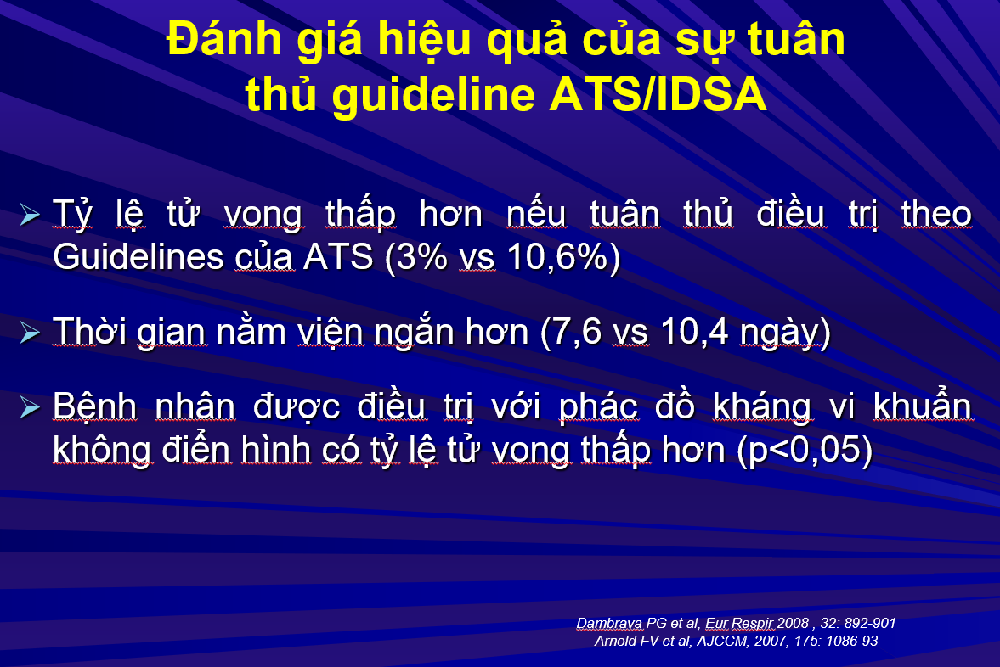 Đánh giá hiệu quả của sự tuân
thủ guideline ATS/IDSA
Tỷ lệ tử vong thấp hơn nếu tuân thủ điều trị theo
Guidelines của ATS (3% vs 10,6%)
Thời gian nằm viện ngắn hơn (7,6 vs 10,4 ngày)
Bệnh nhân được điều trị với phác đồ kháng vi khuẩn
không điển hình có tỷ lệ tử vong thấp hơn (p<0,05)
Dambrava PG et al, Eur Respir 2008 , 32: 892-901
Arnold FV et al, AJCCM, 2007, 175: 1086-93